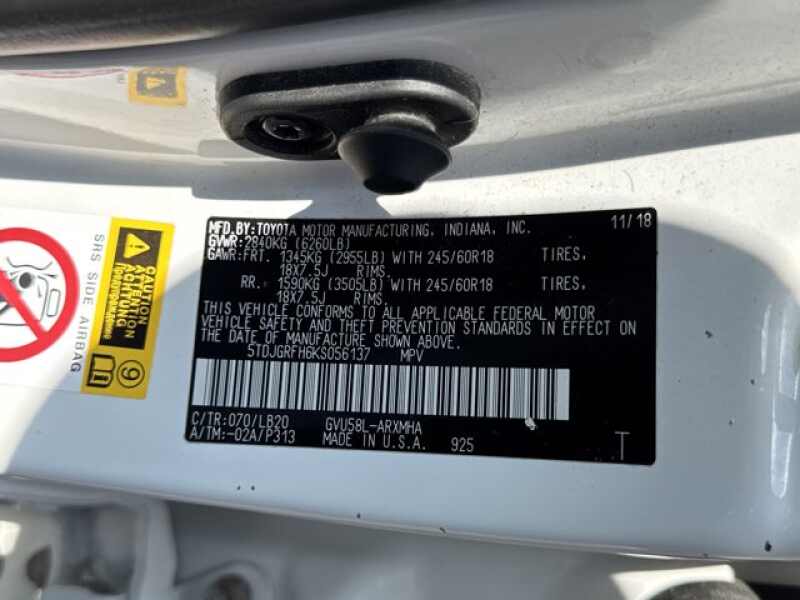 MFD.BY:TOYOTA MOTOR MANUFACTURING, INDIANA, INC. 11/18
GVWR:2840KG (6260LB)
GAWR:FRT. 1345KG (2955LB) WITH 245/60R18 TIRES,
18X7.5J RIMS.
RR. 1590KG (3505LB) WITH 245/60R18 TIRES,
18X7.5J RIMS.
THIS VEHICLE CONFORMS TO ALL APPLICABLE FEDERAL MOTOR
VEHICLE SAFETY AND THEFT PREVENTION STANDARDS IN EFFECT ON
THE DATE OF MANUFACTURE SHOWN ABOVE.
5TDJGRFH6KS056137 MPV
C/TR:070/LB20 GVU58L-ARXMHA
A/TM:-02A/P313 MADE IN U.S.A. 925 T
SRS SIDE AIRBAG
CAUTION
ACHTUNG
ATTENTION
9